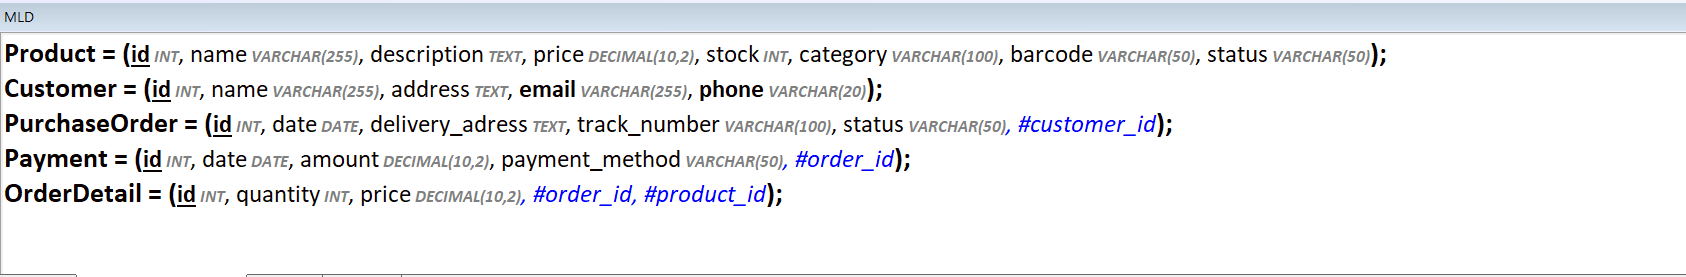 MLD
Product = (id INT, name VARCHAR(255), description TEXT, price DECIMAL(10,2), stock INT, category VARCHAR(100), barcode VARCHAR(50), status VARCHAR(50));
Customer = (id INT, name VARCHAR(255), address TEXT, email VARCHAR(255), phone VARCHAR(20));
PurchaseOrder = (id INT, date DATE, delivery_adress TEXT, track_number VARCHAR(100), status VARCHAR(50), #customer_id);
Payment = (id INT, date DATE, amount DECIMAL(10,2), payment_method VARCHAR(50), #order_id);
OrderDetail = (id INT, quantity INT, price DECIMAL(10,2), #order_id, #product_id);